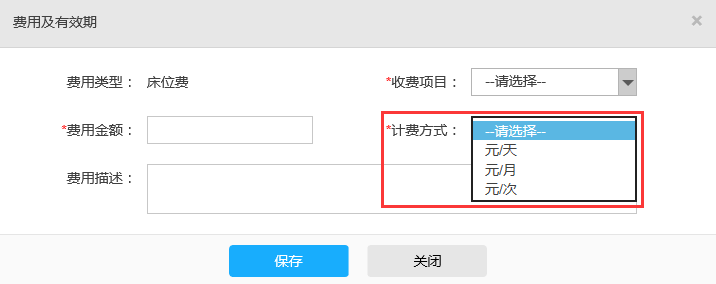 费用及有效期
费用类型： 床位费 *收费项目： --请选择--
*费用金额： *计费方式： --请选择--
元/天
元/月
费用描述： 元/次
保存 关闭